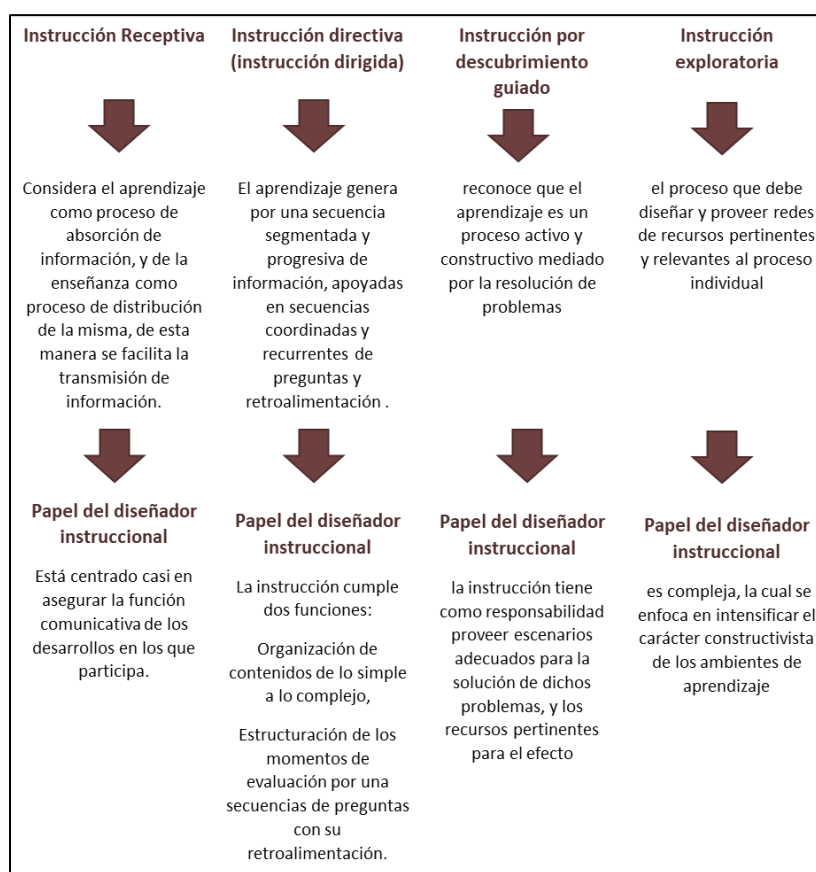 Instrucción Receptiva
Considera el aprendizaje
como proceso de
absorción de
información, y de la
enseñanza como
proceso de distribución
de la misma, de esta
manera se facilita la
transmisión de
información.
Papel del diseñador
instruccional
Está centrado casi en
asegurar la función
comunicativa de los
desarrollos en los que
participa.
Instrucción directiva
(instrucción dirigida)
El aprendizaje genera
por una secuencia
segmentada y
progresiva de
información, apoyadas
en secuencias
coordinadas y
recurrentes de
preguntas y
retroalimentación .
Papel del diseñador
instruccional
La instrucción cumple
dos funciones:
Organización de
contenidos de lo simple
a lo complejo,
Estructuración de los
momentos de
evaluación por una
secuencias de preguntas
con su
retroalimentación.
Instrucción por
descubrimiento
guiado
reconoce que el
aprendizaje es un
proceso activo y
constructivo mediado
por la resolución de
problemas
Papel del diseñador
instruccional
la instrucción tiene
como responsabilidad
proveer escenarios
adecuados para la
solución de dichos
problemas, y los
recursos pertinentes
para el efecto
Instrucción
exploratoria
el proceso que debe
diseñar y proveer redes
de recursos pertinentes
y relevantes al proceso
individual
Papel del diseñador
instruccional
es compleja, la cual se
enfoca en intensificar el
carácter constructivista
de los ambientes de
aprendizaje